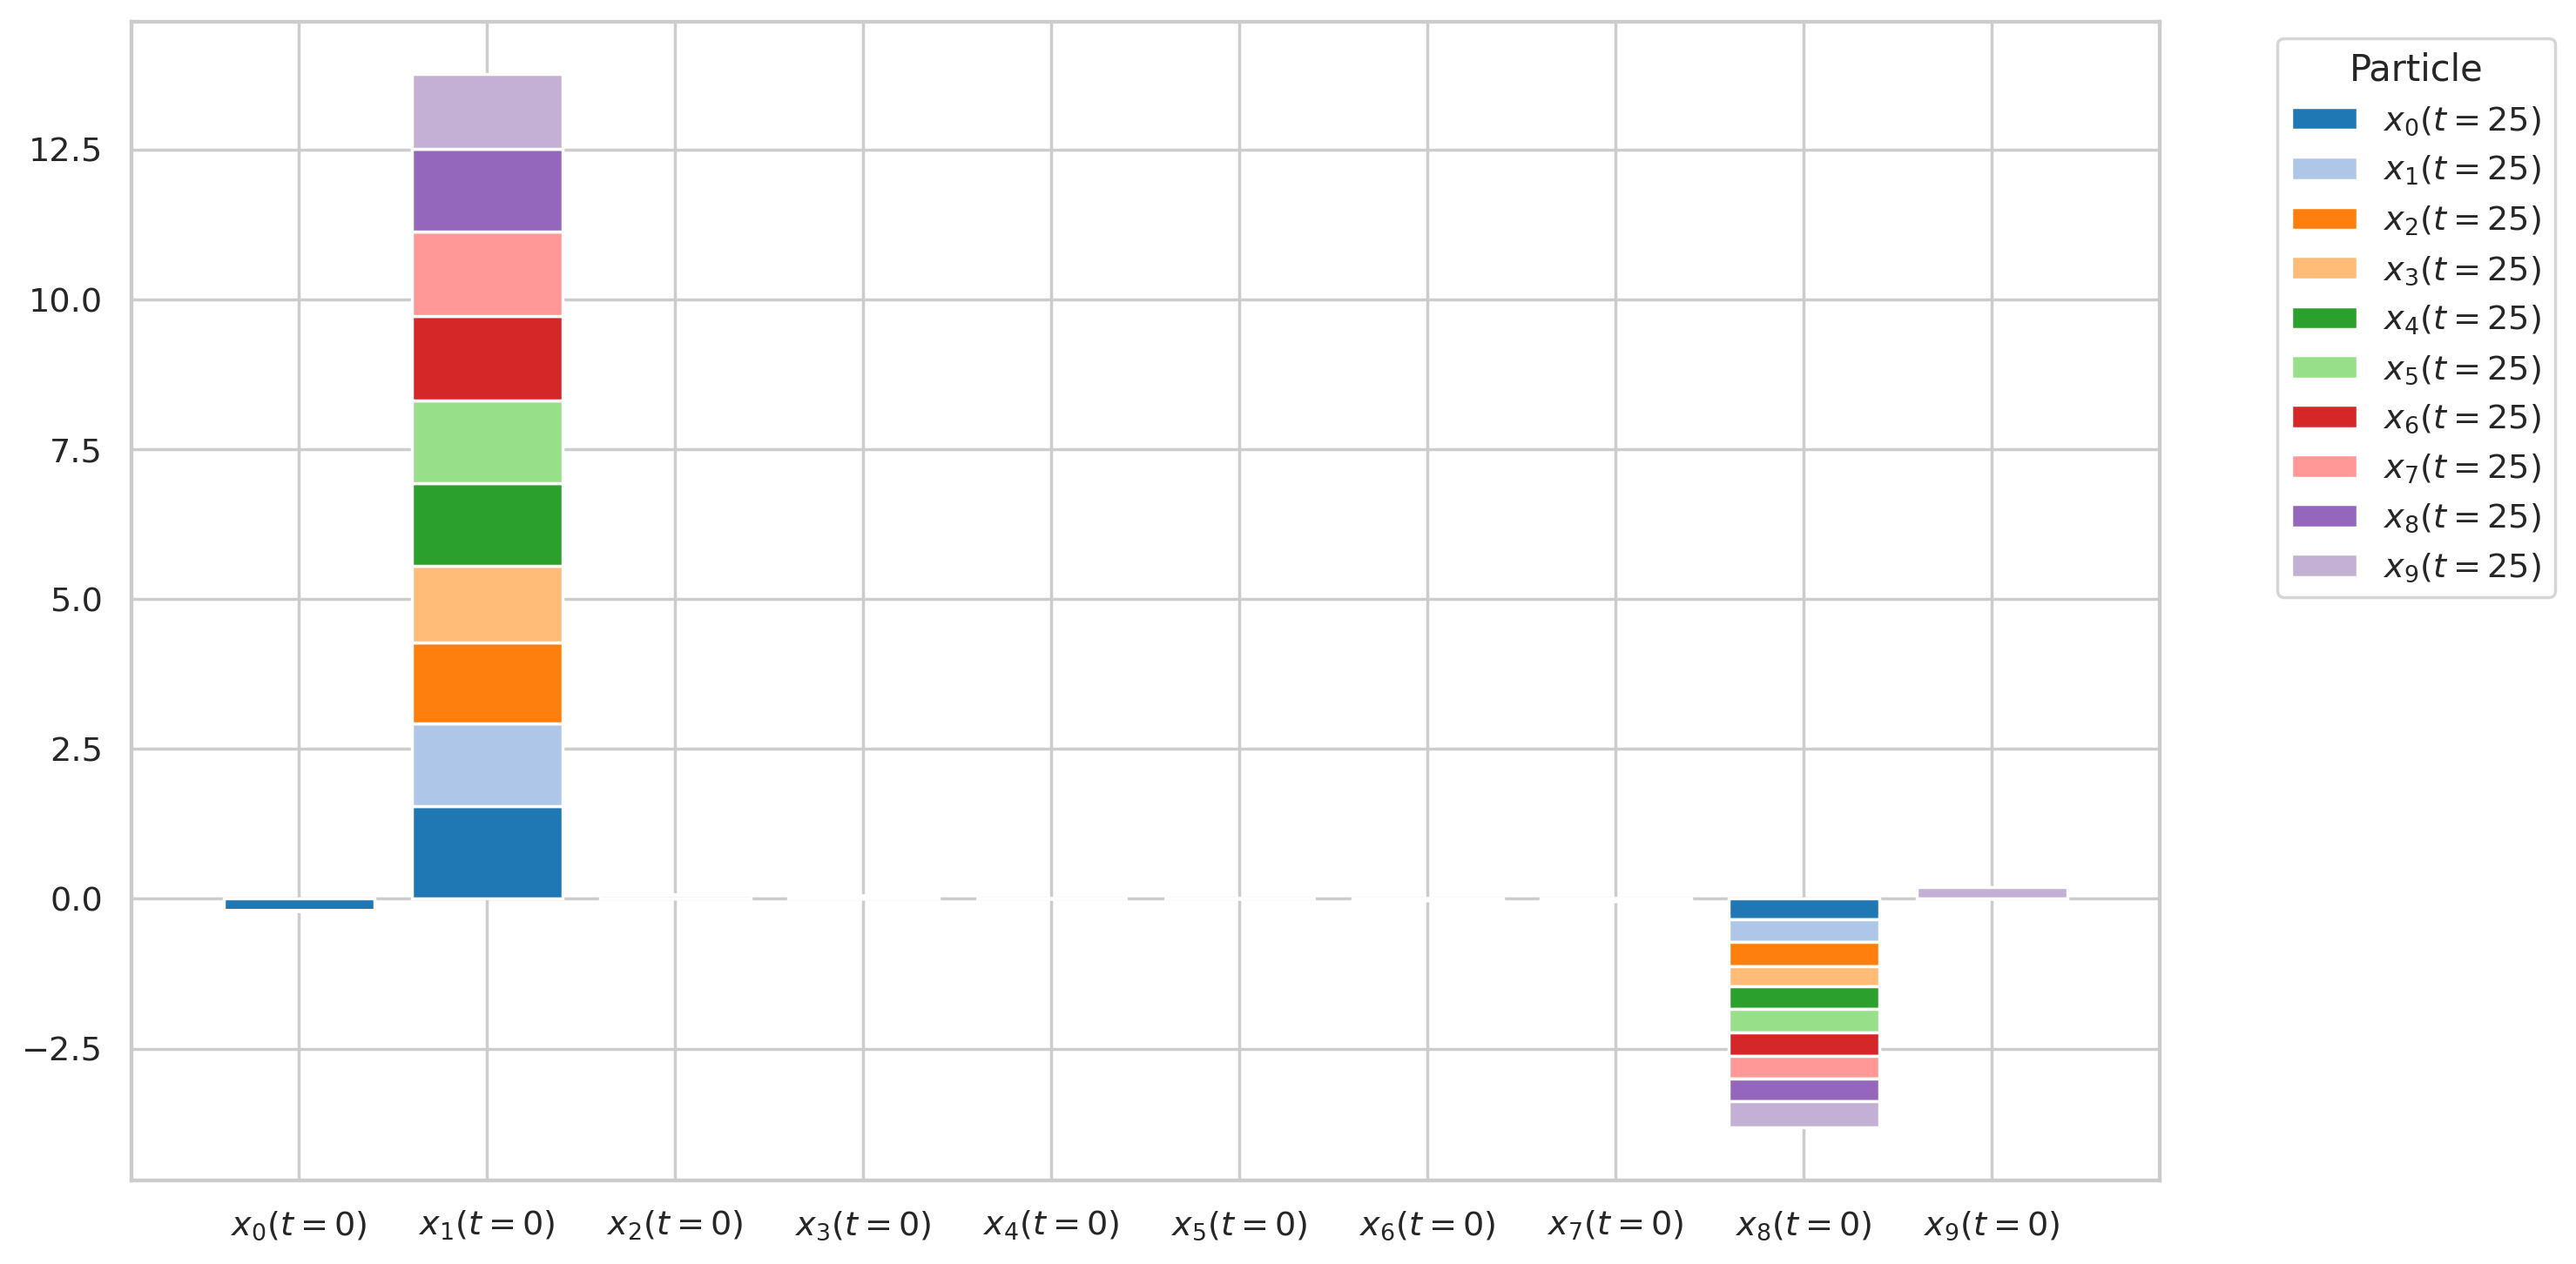 12.5
10.0
7.5
5.0
2.5
0.0
−2.5
x₀(t = 0) x₁(t = 0) x₂(t = 0) x₃(t = 0) x₄(t = 0) x₅(t = 0) x₆(t = 0) x₇(t = 0) x₈(t = 0) x₉(t = 0)
Particle
x₀(t = 25)
x₁(t = 25)
x₂(t = 25)
x₃(t = 25)
x₄(t = 25)
x₅(t = 25)
x₆(t = 25)
x₇(t = 25)
x₈(t = 25)
x₉(t = 25)